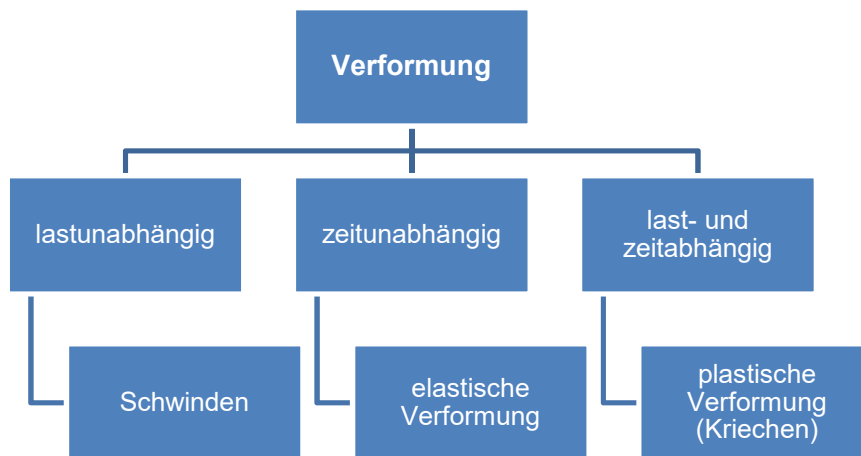 Verformung
lastunabhängig
zeitunabhängig
last- und
zeitabhängig
Schwinden
elastische
Verformung
plastische
Verformung
(Kriechen)